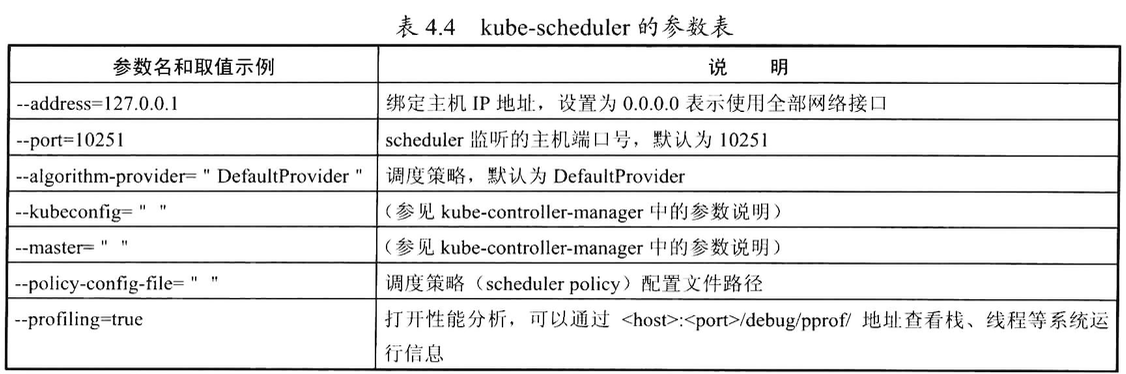 表 4.4 kube-scheduler 的参数表
参数名和取值示例 说 明
--address=127.0.0.1 绑定主机 IP 地址，设置为 0.0.0.0 表示使用全部网络接口
--port=10251 scheduler 监听的主机端口号，默认为 10251
--algorithm-provider= " DefaultProvider " 调度策略，默认为 DefaultProvider
--kubeconfig= " " （参见 kube-controller-manager 中的参数说明）
--master= " " （参见 kube-controller-manager 中的参数说明）
--policy-config-file= " " 调度策略（scheduler policy）配置文件路径
--profiling=true 打开性能分析，可以通过 <host>:<port>/debug/pprof/ 地址查看栈、线程等系统运
行信息